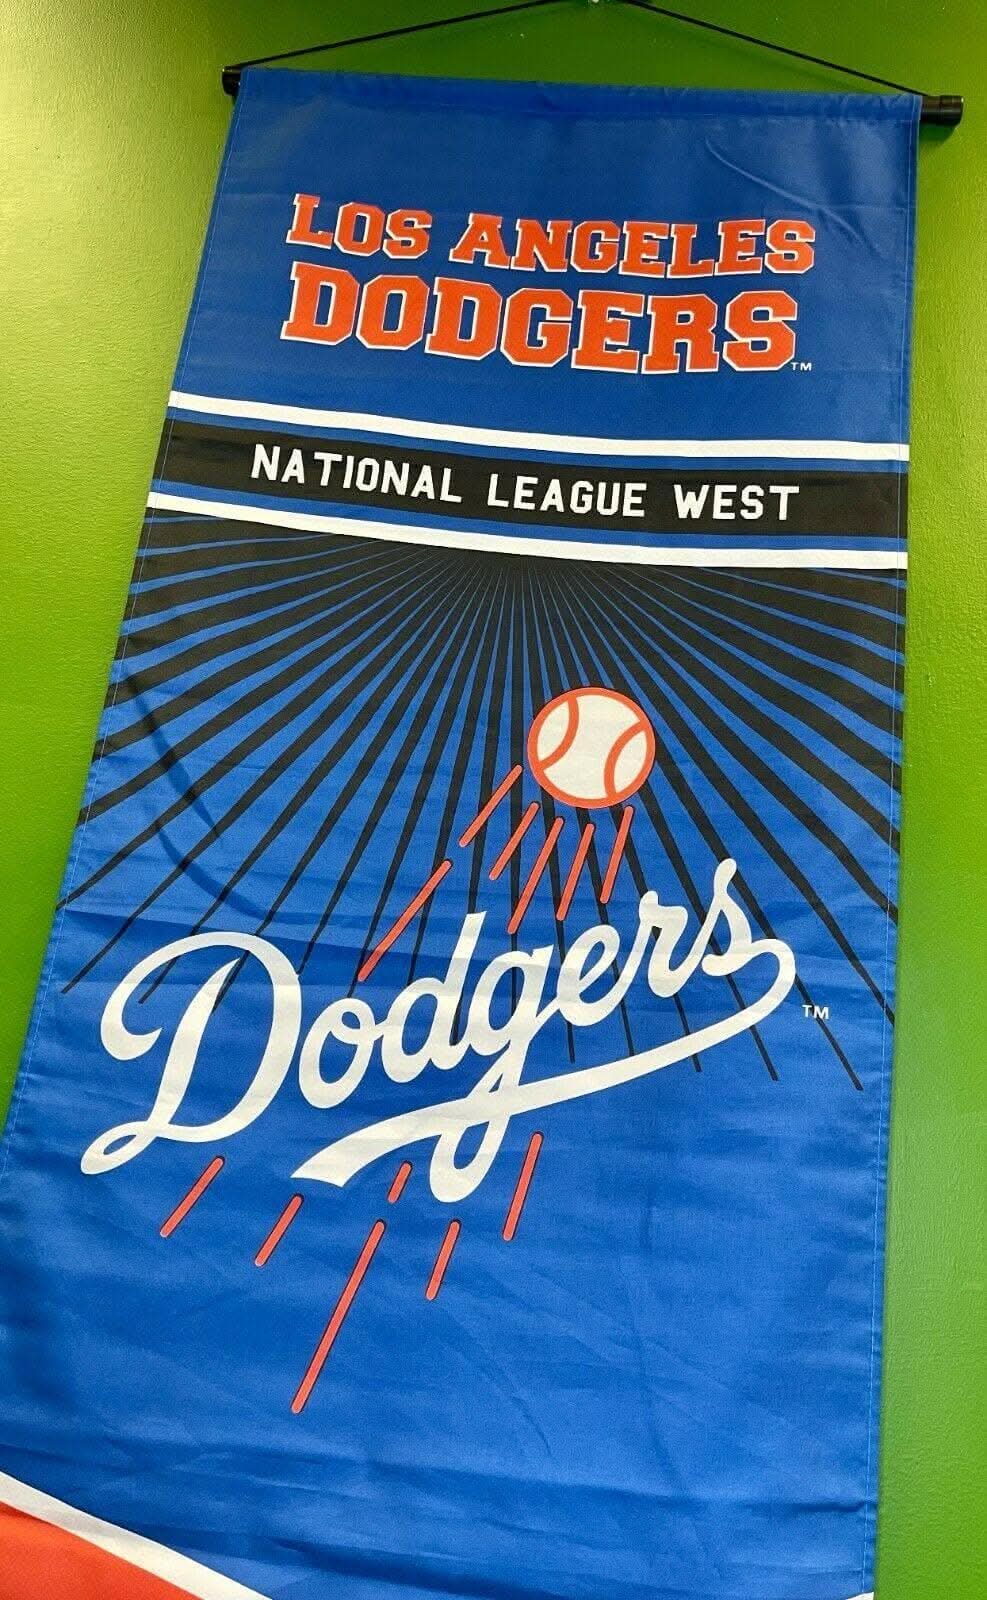 LOS ANGELES
DODGERS™
NATIONAL LEAGUE WEST
Dodgers™